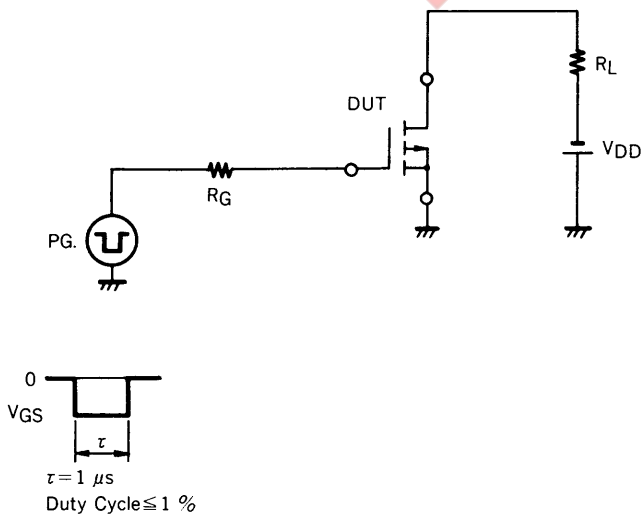 DUT
RL
VDD
RG
PG.
0
VGS
τ
τ=1 μs
Duty Cycle≦1 %